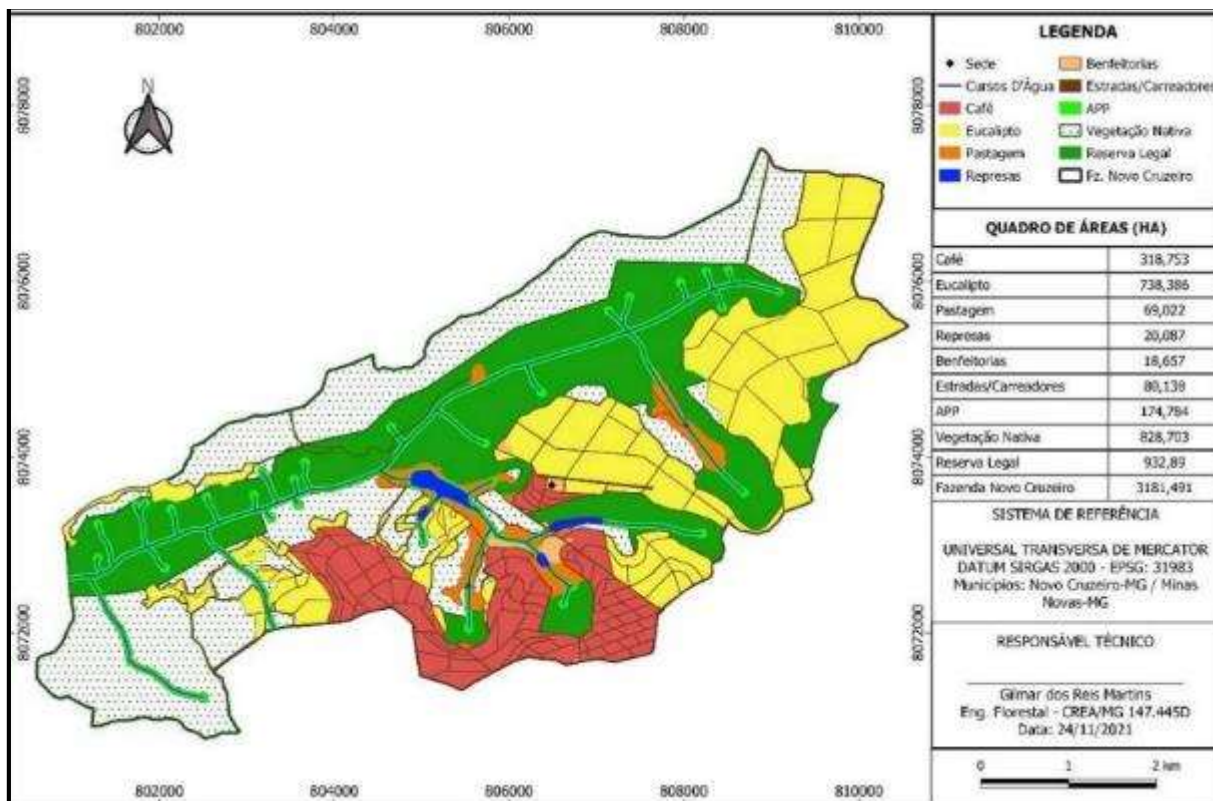 802000
804000
806000
808000
810000
8078000
8078000
8076000
8076000
8074000
8074000
8072000
8072000
802000
804000
806000
808000
810000
N
LEGENDA
Sede
Cursos D'Água
Café
Eucalipto
Pastagem
Represas
Benfeitorias
Estradas/Carreadores
APP
Vegetação Nativa
Reserva Legal
Fz. Novo Cruzeiro
QUADRO DE ÁREAS (HA)
Café 318,753
Eucalipto 738,386
Pastagem 69,022
Represas 20,087
Benfeitorias 18,657
Estradas/Carreadores 80,139
APP 174,784
Vegetação Nativa 828,703
Reserva Legal 932,89
Fazenda Novo Cruzeiro 3181,491
SISTEMA DE REFERÊNCIA
UNIVERSAL TRANSVERSA DE MERCATOR
DATUM SIRGAS 2000 - EPSG: 31983
Municípios: Novo Cruzeiro-MG / Minas
Novas-MG
RESPONSÁVEL TÉCNICO
Gilmar dos Reis Martins
Eng. Florestal - CREA/MG 147.445D
Data: 24/11/2021
0 1 2 km